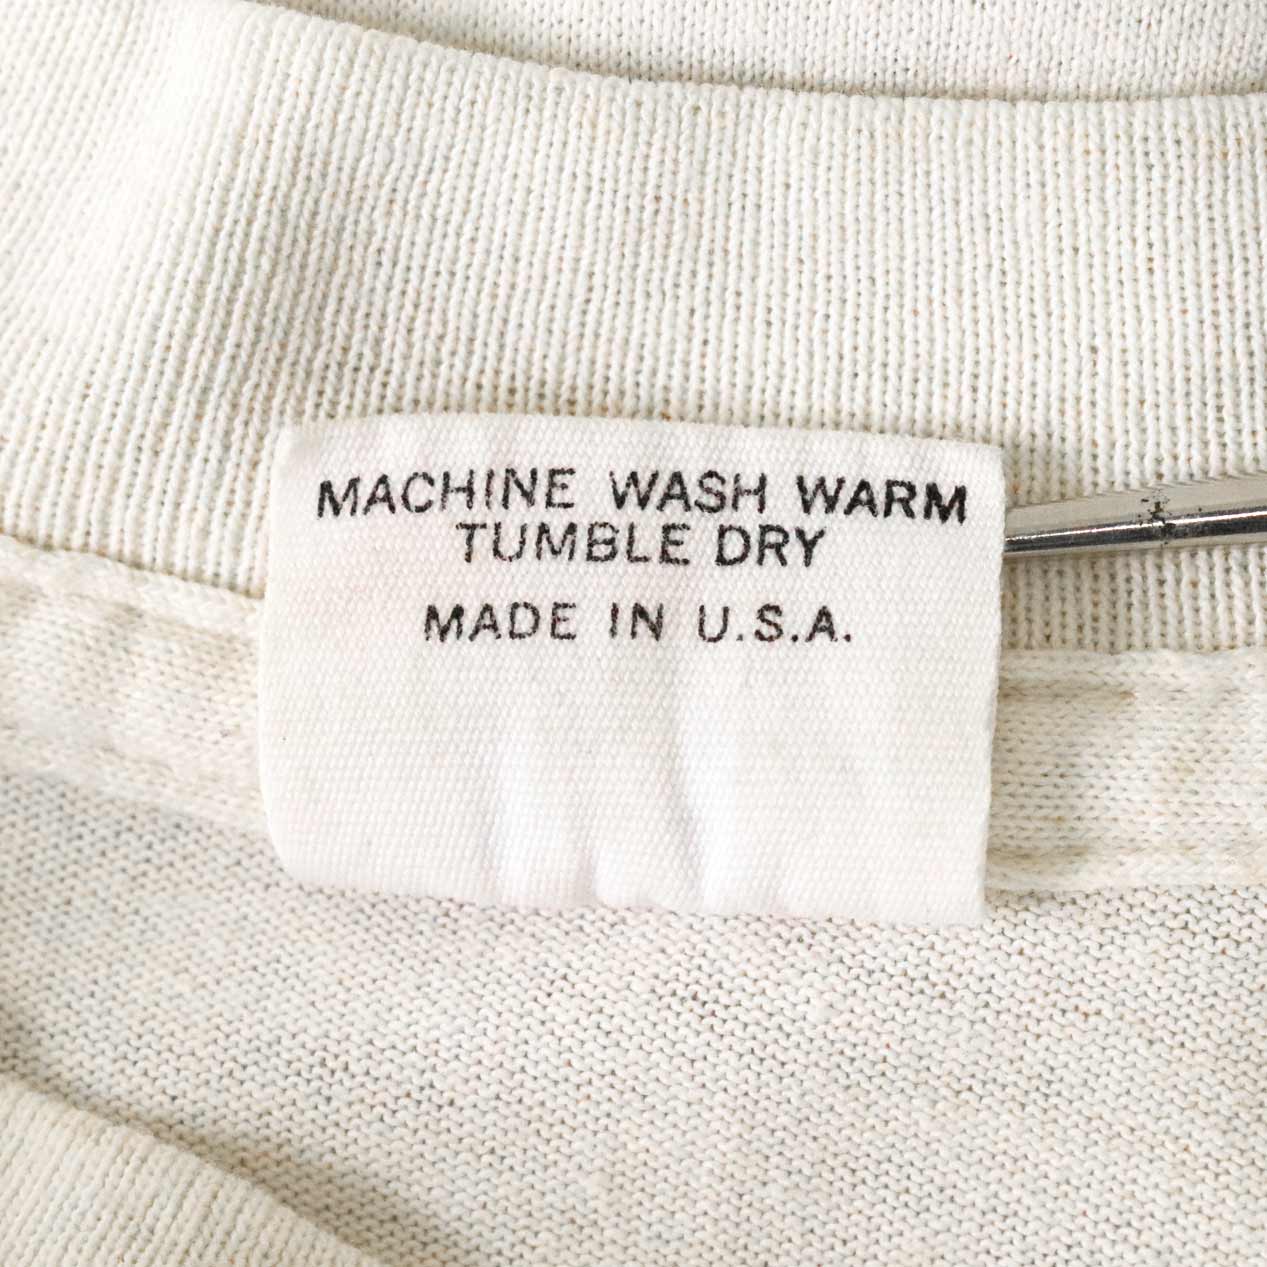 MACHINE WASH WARM
TUMBLE DRY
MADE IN U.S.A.